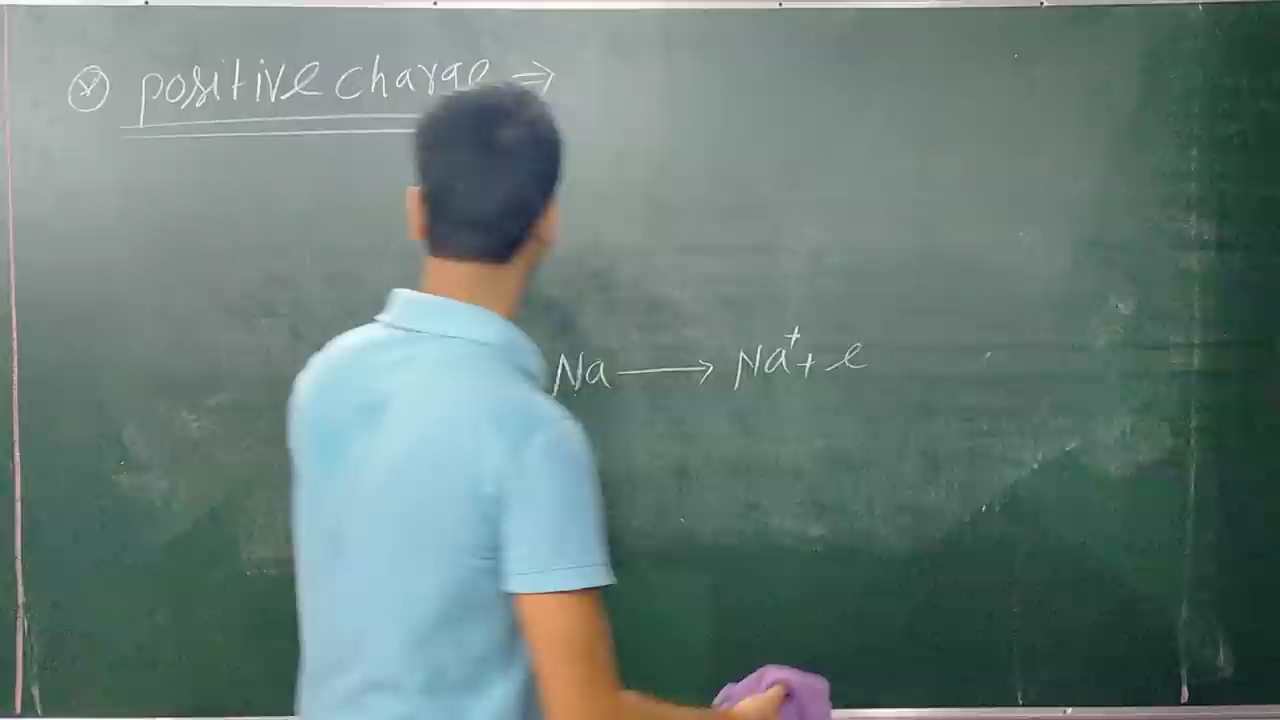 ⓧ positive charge ⇒
Na ⟶ Na⁺ + e